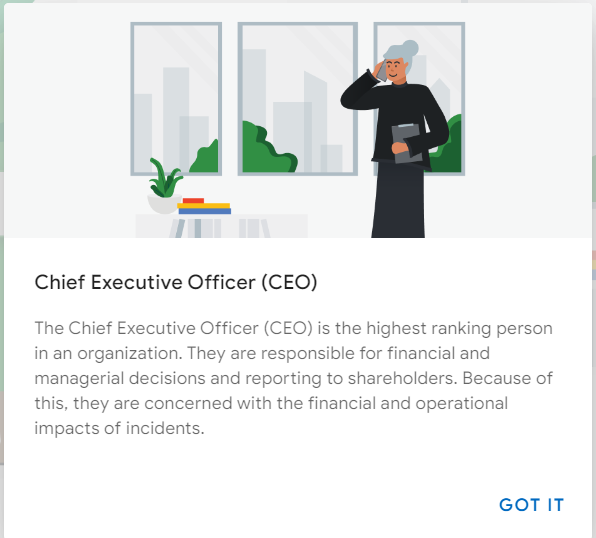 Chief Executive Officer (CEO)
The Chief Executive Officer (CEO) is the highest ranking person
in an organization. They are responsible for financial and
managerial decisions and reporting to shareholders. Because of
this, they are concerned with the financial and operational
impacts of incidents.
GOT IT